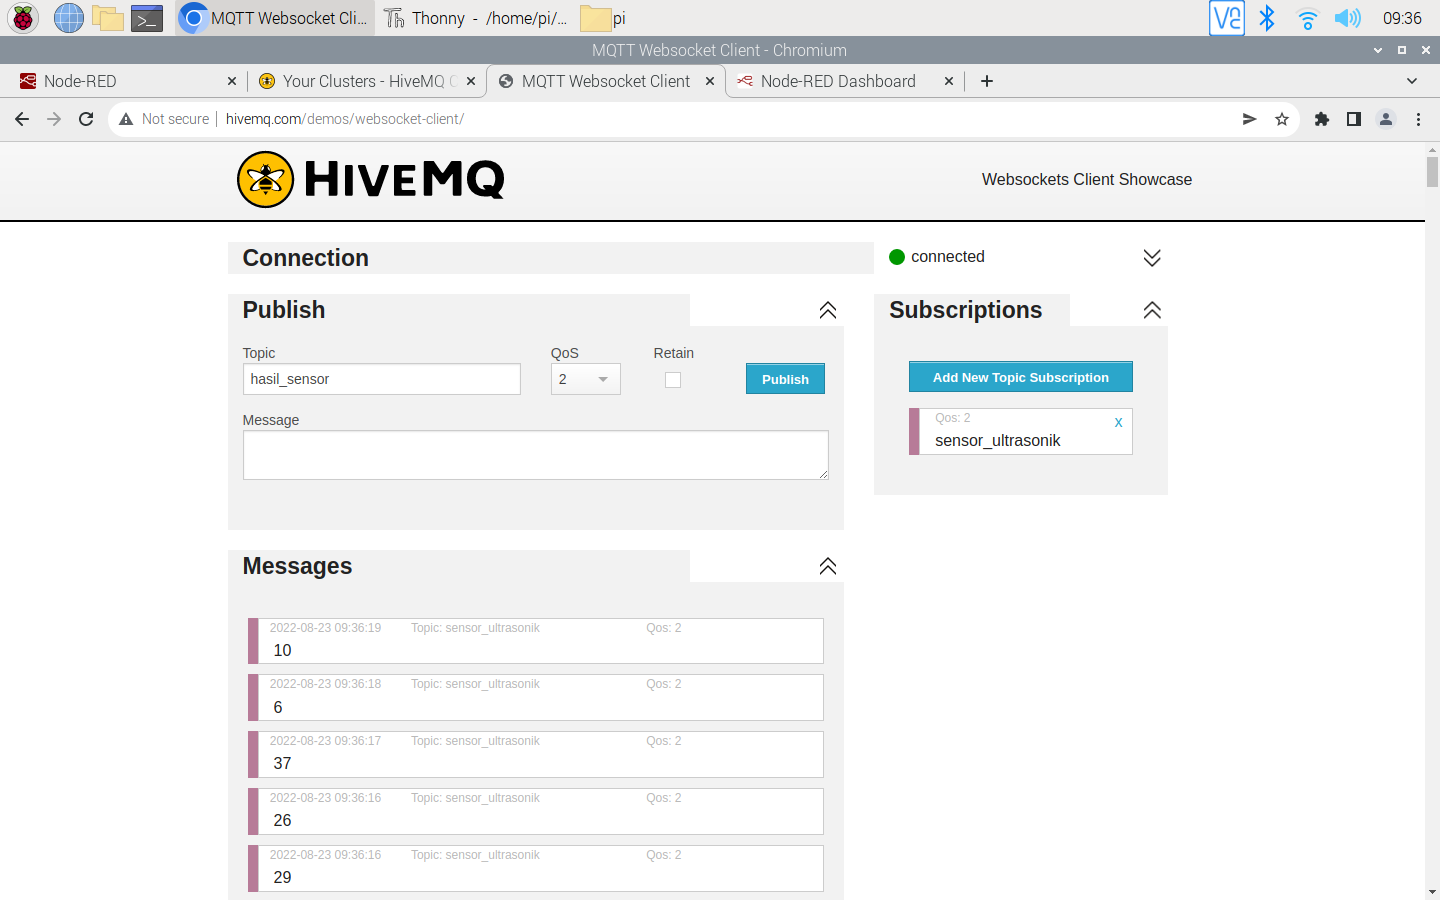 MQTT Websocket Cli...
Thonny - /home/pi/...
pi
09:36
MQTT Websocket Client - Chromium
Node-RED
Your Clusters - HiveMQ C
MQTT Websocket Client
Node-RED Dashboard
Not secure
hivemq.com/demos/websocket-client/
HIVEMQ
Websockets Client Showcase
Connection
connected
Publish
Subscriptions
Topic
QoS
Retain
hasil_sensor
2
Publish
Message
Add New Topic Subscription
Qos: 2
x
sensor_ultrasonik
Messages
2022-08-23 09:36:19 Topic: sensor_ultrasonik Qos: 2
10
2022-08-23 09:36:18 Topic: sensor_ultrasonik Qos: 2
6
2022-08-23 09:36:17 Topic: sensor_ultrasonik Qos: 2
37
2022-08-23 09:36:16 Topic: sensor_ultrasonik Qos: 2
26
2022-08-23 09:36:16 Topic: sensor_ultrasonik Qos: 2
29